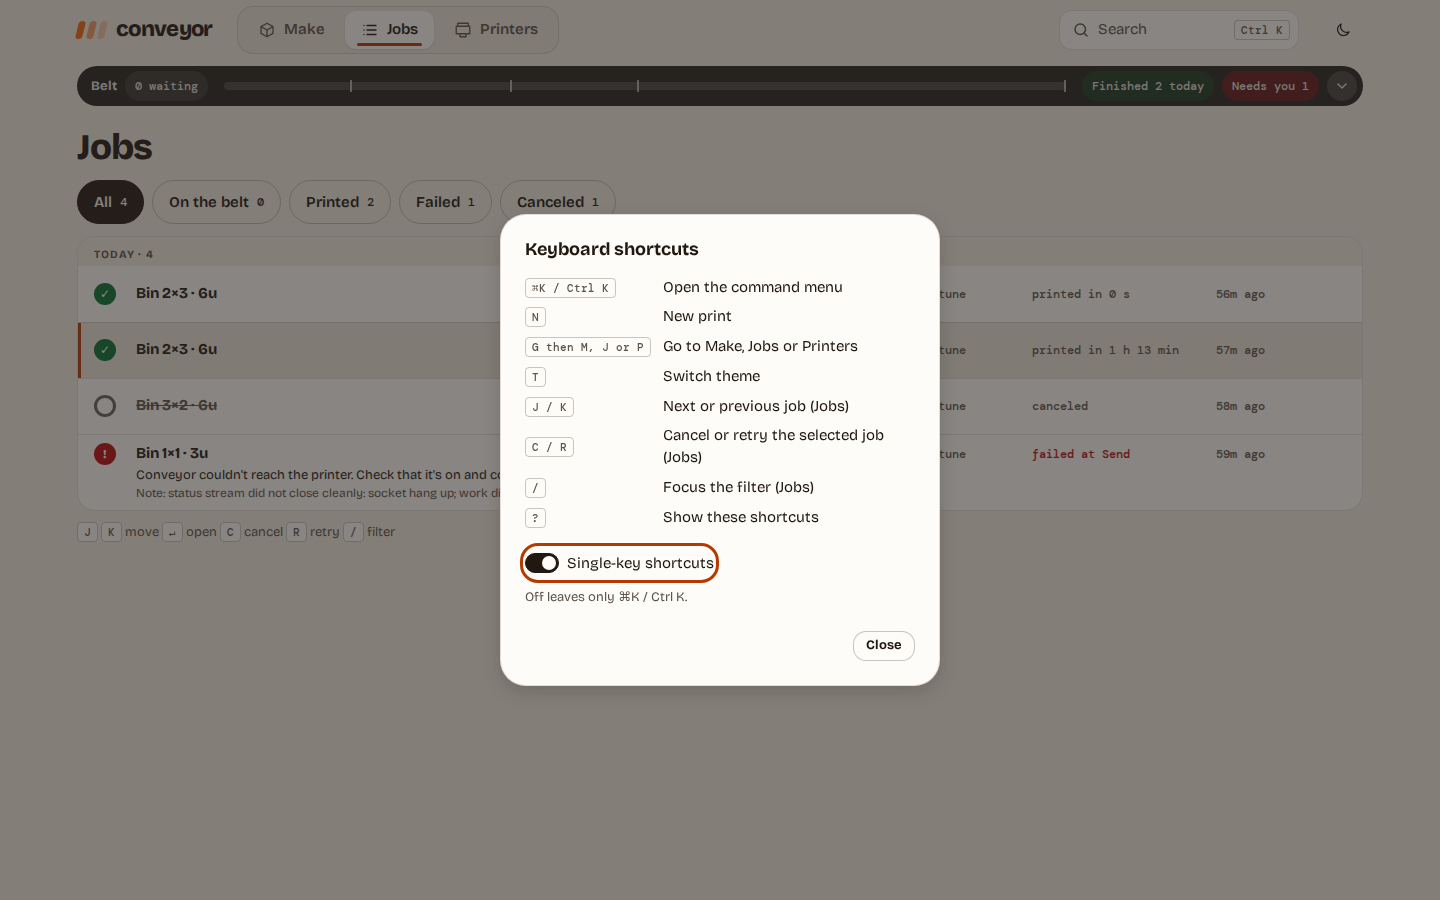 conveyor
Make
Jobs
Printers
Search
Ctrl K
Belt
0 waiting
Finished 2 today
Needs you 1
Jobs
All 4
On the belt 0
Printed 2
Failed 1
Canceled 1
TODAY · 4
Bin 2×3 · 6u
tune
printed in 0 s
56m ago
Bin 2×3 · 6u
tune
printed in 1 h 13 min
57m ago
Bin 3×2 · 6u
tune
canceled
58m ago
Bin 1×1 · 3u
tune
failed at Send
59m ago
Conveyor couldn't reach the printer. Check that it's on and co
Note: status stream did not close cleanly: socket hang up; work di
J K move ↵ open C cancel R retry / filter
Keyboard shortcuts
⌘K / Ctrl K Open the command menu
N New print
G then M, J or P Go to Make, Jobs or Printers
T Switch theme
J / K Next or previous job (Jobs)
C / R Cancel or retry the selected job
(Jobs)
/ Focus the filter (Jobs)
? Show these shortcuts
Single-key shortcuts
Off leaves only ⌘K / Ctrl K.
Close